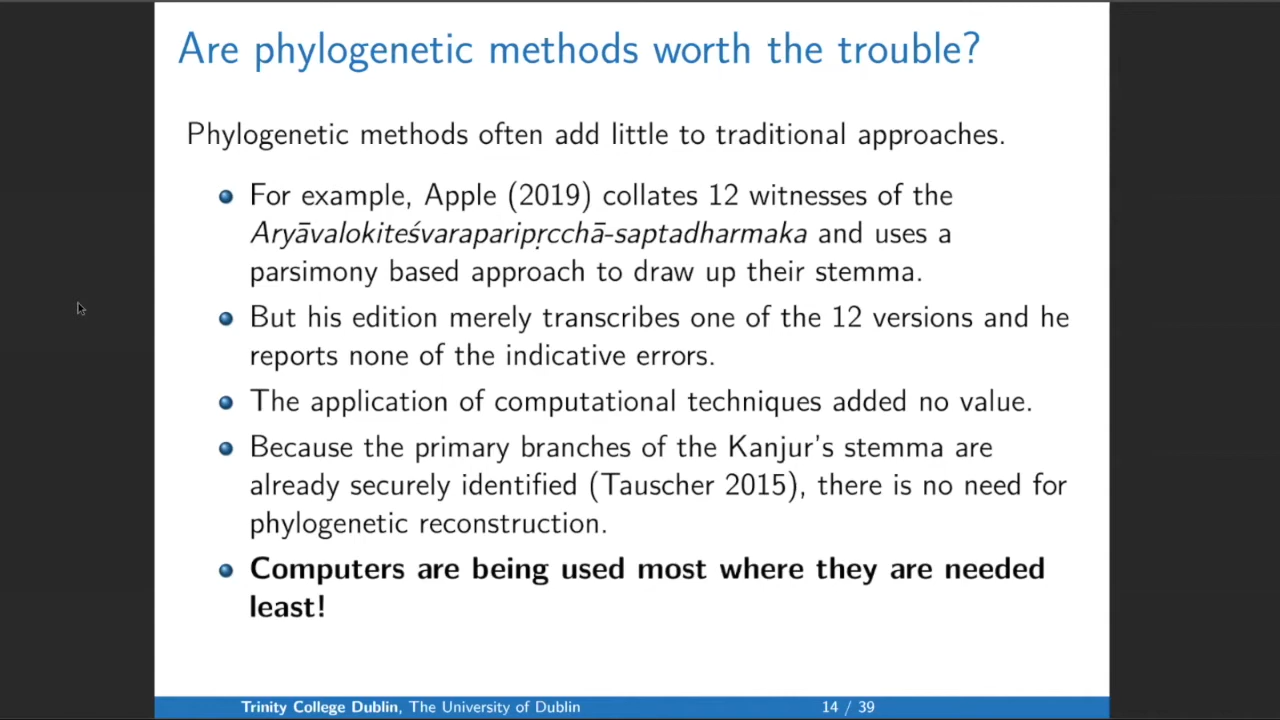 Are phylogenetic methods worth the trouble?
Phylogenetic methods often add little to traditional approaches.
For example, Apple (2019) collates 12 witnesses of the
Aryāvalokiteśvaraparipṛcchā-saptadharmaka and uses a
parsimony based approach to draw up their stemma.
But his edition merely transcribes one of the 12 versions and he
reports none of the indicative errors.
The application of computational techniques added no value.
Because the primary branches of the Kanjur's stemma are
already securely identified (Tauscher 2015), there is no need for
phylogenetic reconstruction.
Computers are being used most where they are needed
least!
Trinity College Dublin, The University of Dublin 14 / 39